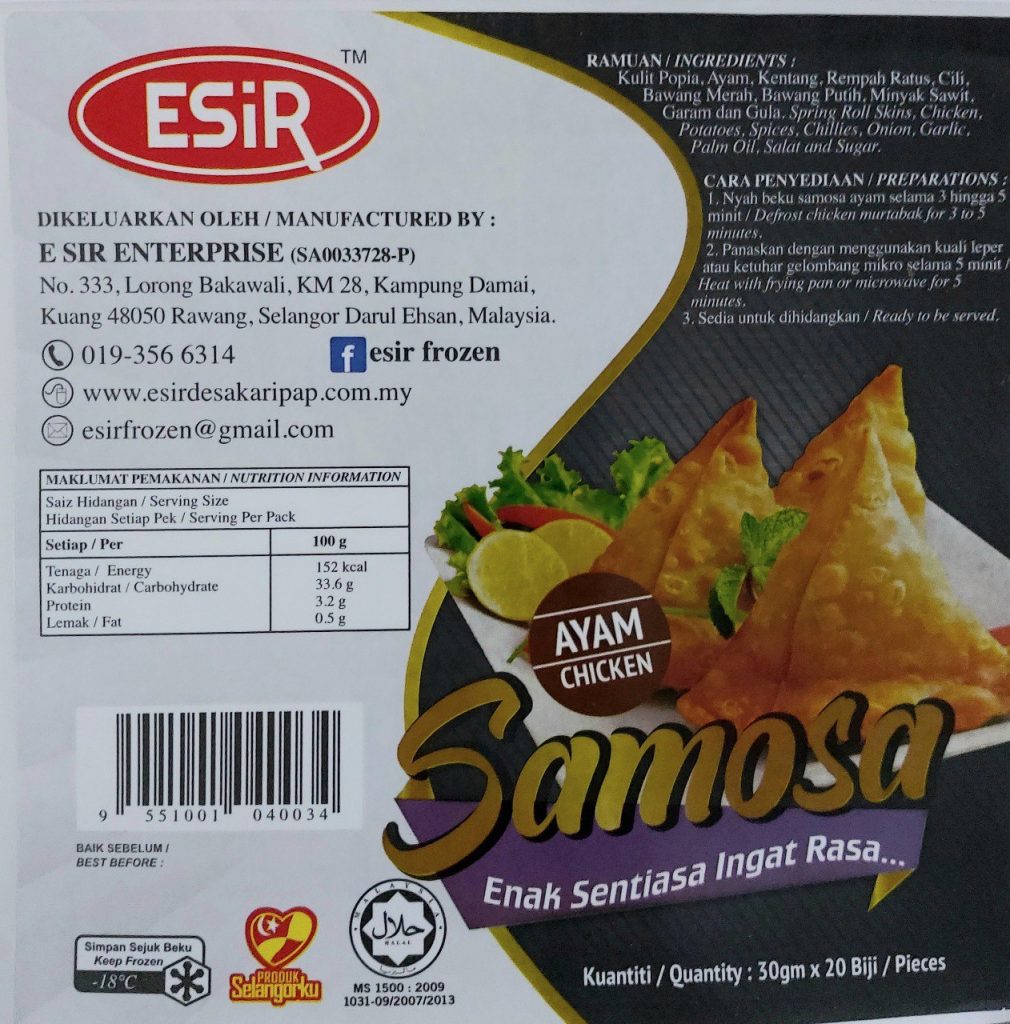 ESiR TM
DIKELUARKAN OLEH / MANUFACTURED BY :
E SIR ENTERPRISE (SA0033728-P)
No. 333, Lorong Bakawali, KM 28, Kampung Damai,
Kuang 48050 Rawang, Selangor Darul Ehsan, Malaysia.
019-356 6314
esir frozen
www.esirdesakaripap.com.my
esirfrozen@gmail.com
MAKLUMAT PEMAKANAN / NUTRITION INFORMATION
Saiz Hidangan / Serving Size
Hidangan Setiap Pek / Serving Per Pack
Setiap / Per 100 g
Tenaga / Energy 152 kcal
Karbohidrat / Carbohydrate 33.6 g
Protein 3.2 g
Lemak / Fat 0.5 g
9 551001 040034
BAIK SEBELUM /
BEST BEFORE :
Simpan Sejuk Beku
Keep Frozen
-18°C
PRODUK
Selangorku
MALAYSIA
حلال
HALAL
ماليزيا
MS 1500 : 2009
1031-09/2007/2013
RAMUAN / INGREDIENTS :
Kulit Popia, Ayam, Kentang, Rempah Ratus, Cili,
Bawang Merah, Bawang Putih, Minyak Sawit,
Garam dan Gula. Spring Roll Skins, Chicken,
Potatoes, Spices, Chillies, Onion, Garlic,
Palm Oil, Salat and Sugar.
CARA PENYEDIAAN / PREPARATIONS :
1. Nyah beku samosa ayam selama 3 hingga 5
minit / Defrost chicken murtabak for 3 to 5
minutes.
2. Panaskan dengan menggunakan kuali leper
atau ketuhar gelombang mikro selama 5 minit /
Heat with frying pan or microwave for 5
minutes.
3. Sedia untuk dihidangkan / Ready to be served.
AYAM
CHICKEN
Samosa
Enak Sentiasa Ingat Rasa...
Kuantiti / Quantity : 30gm x 20 Biji / Pieces